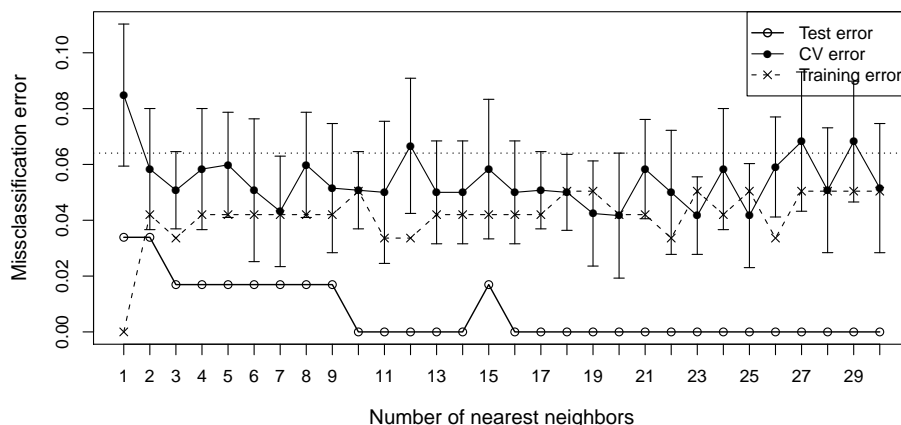 Test error
CV error
Training error
Missclassification error
0.00 0.02 0.04 0.06 0.08 0.10
1 2 3 4 5 6 7 8 9 11 13 15 17 19 21 23 25 27 29
Number of nearest neighbors